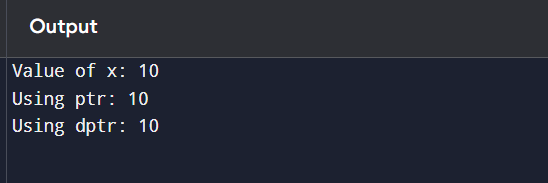 Output
Value of x: 10
Using ptr: 10
Using dptr: 10